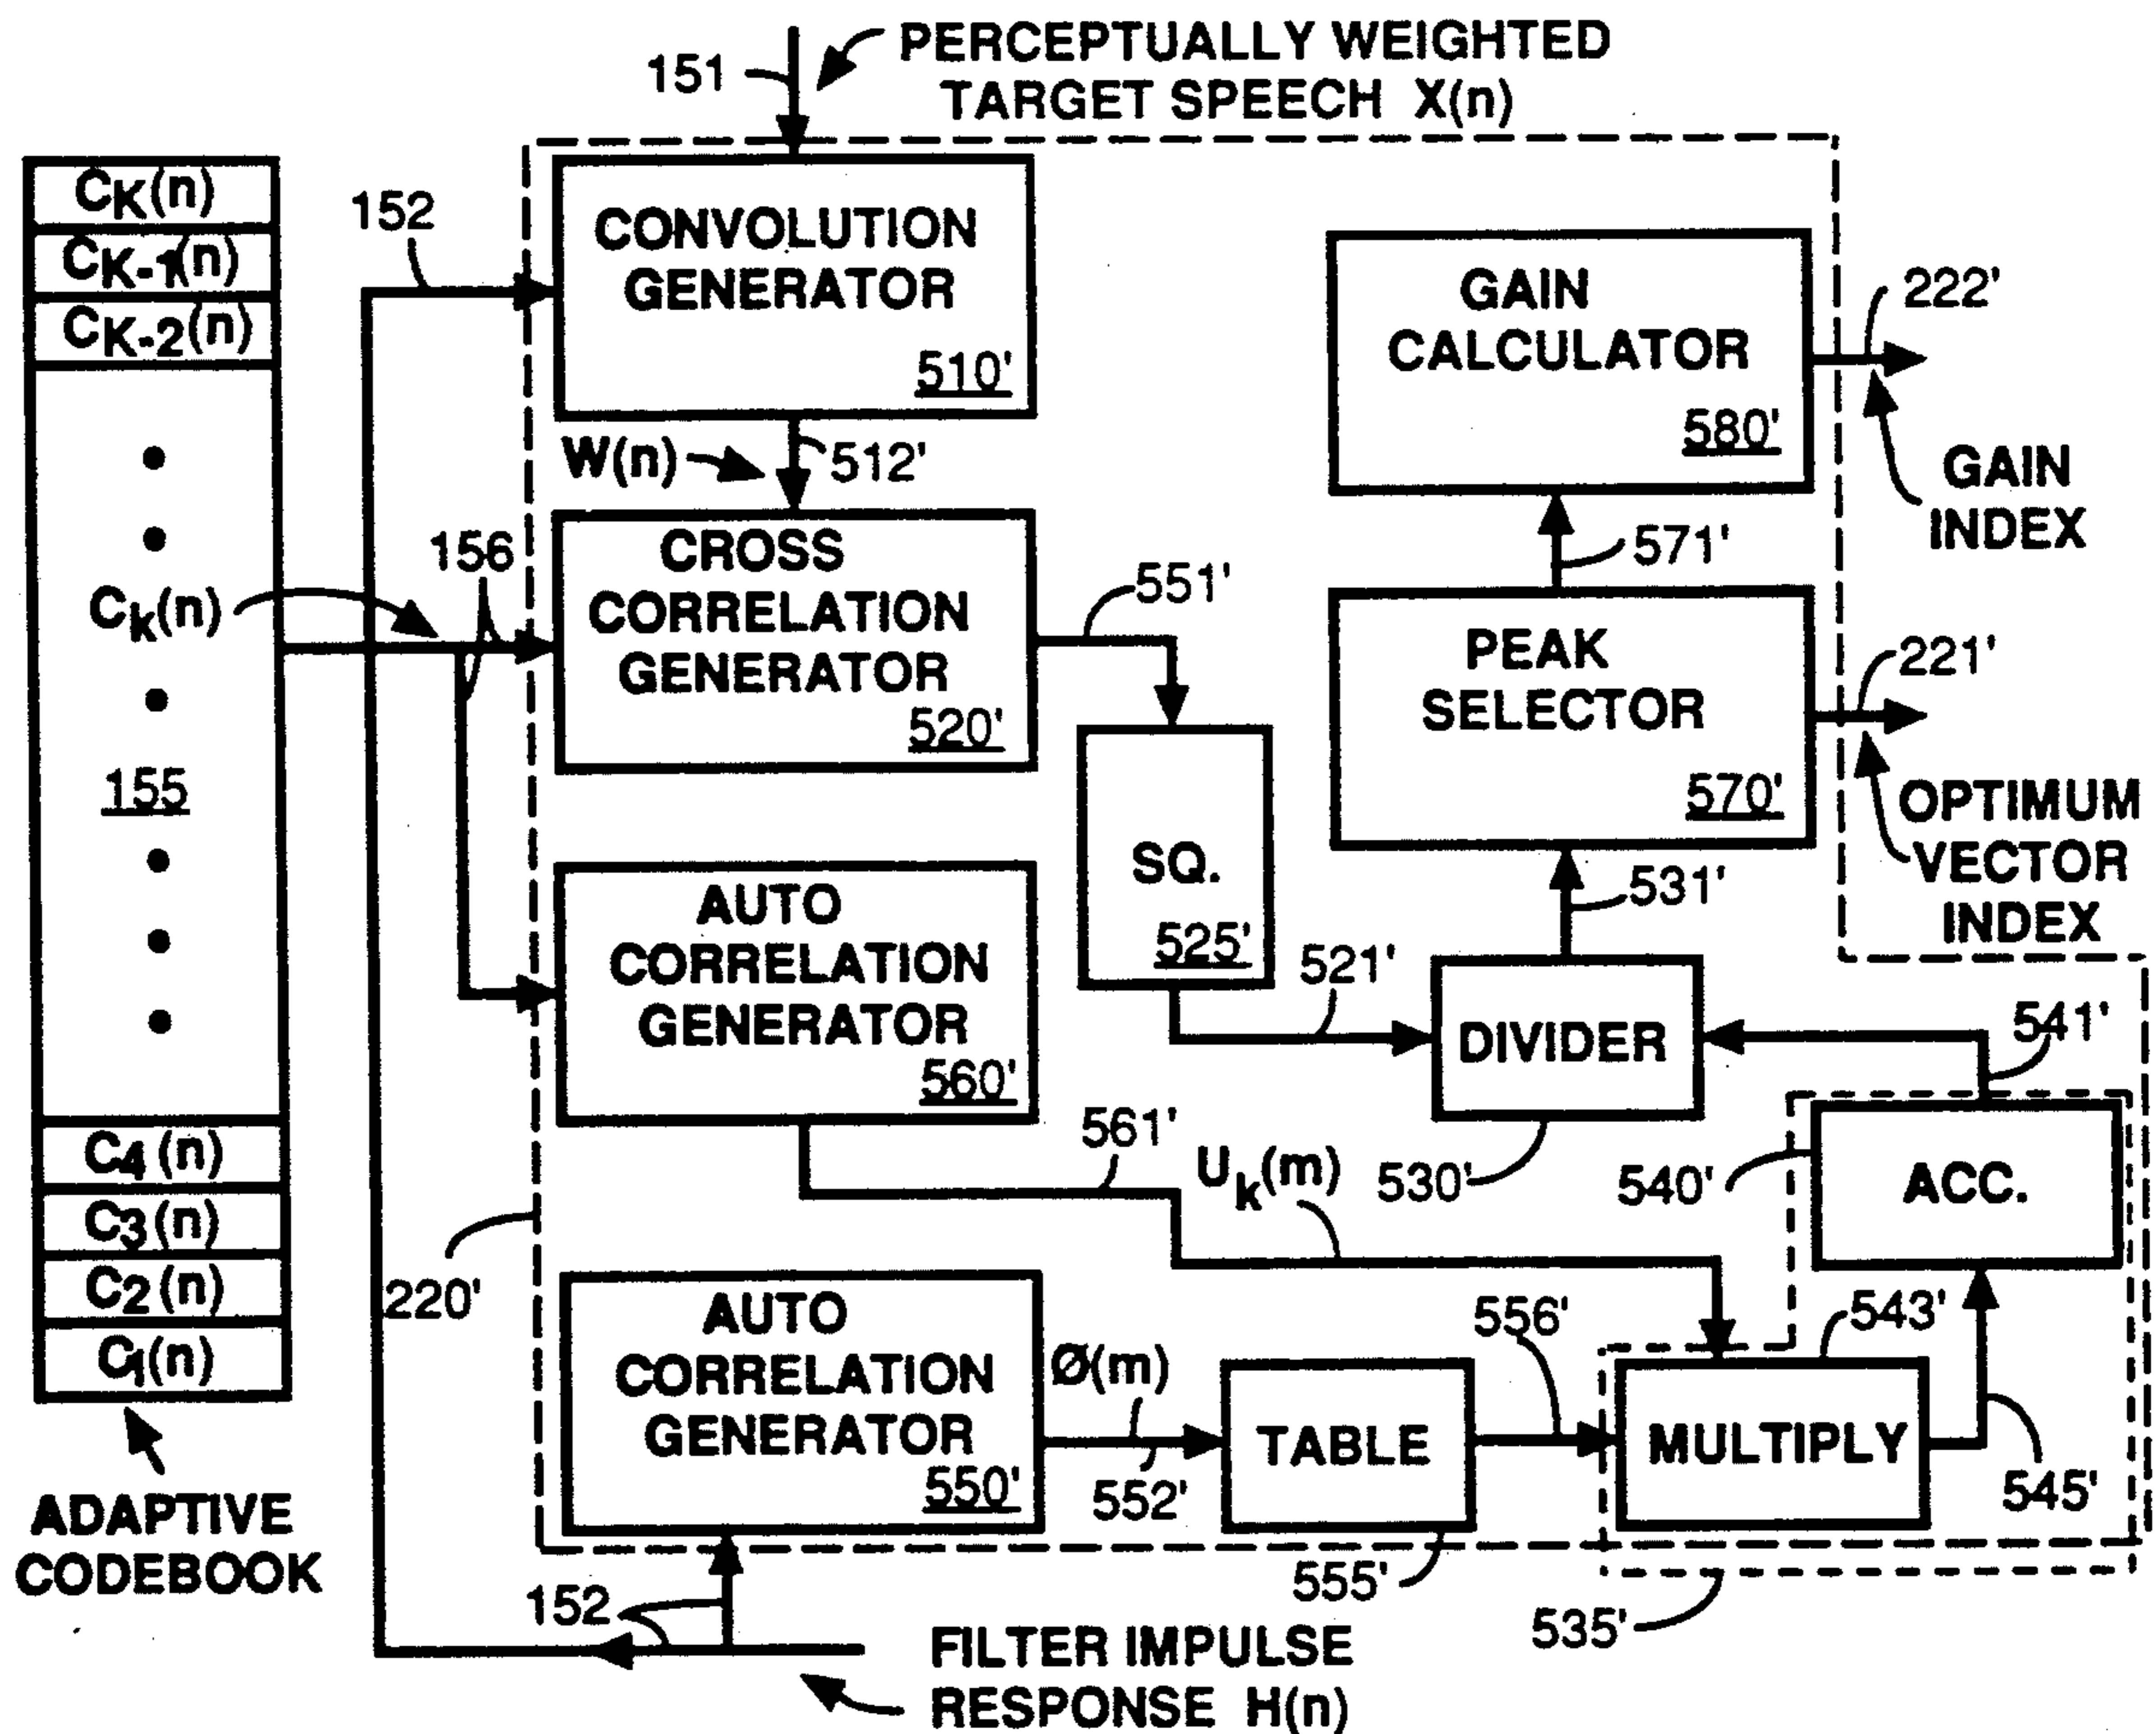 PERCEPTUALLY WEIGHTED
TARGET SPEECH X(n)
151
CK(n)
CK-1(n)
CK-2(n)
Ck(n)
155
C4(n)
C3(n)
C2(n)
C1(n)
ADAPTIVE
CODEBOOK
152
156
CONVOLUTION
GENERATOR
510'
W(n)
512'
CROSS
CORRELATION
GENERATOR
520'
551'
SQ.
525'
521'
AUTO
CORRELATION
GENERATOR
560'
561'
Uk(m)
220'
AUTO
CORRELATION
GENERATOR
550'
Ø(m)
552'
TABLE
555'
556'
MULTIPLY
543'
545'
535'
ACC.
540'
541'
DIVIDER
530'
531'
PEAK
SELECTOR
570'
571'
221'
OPTIMUM
VECTOR
INDEX
GAIN
CALCULATOR
580'
222'
GAIN
INDEX
152
FILTER IMPULSE
RESPONSE H(n)